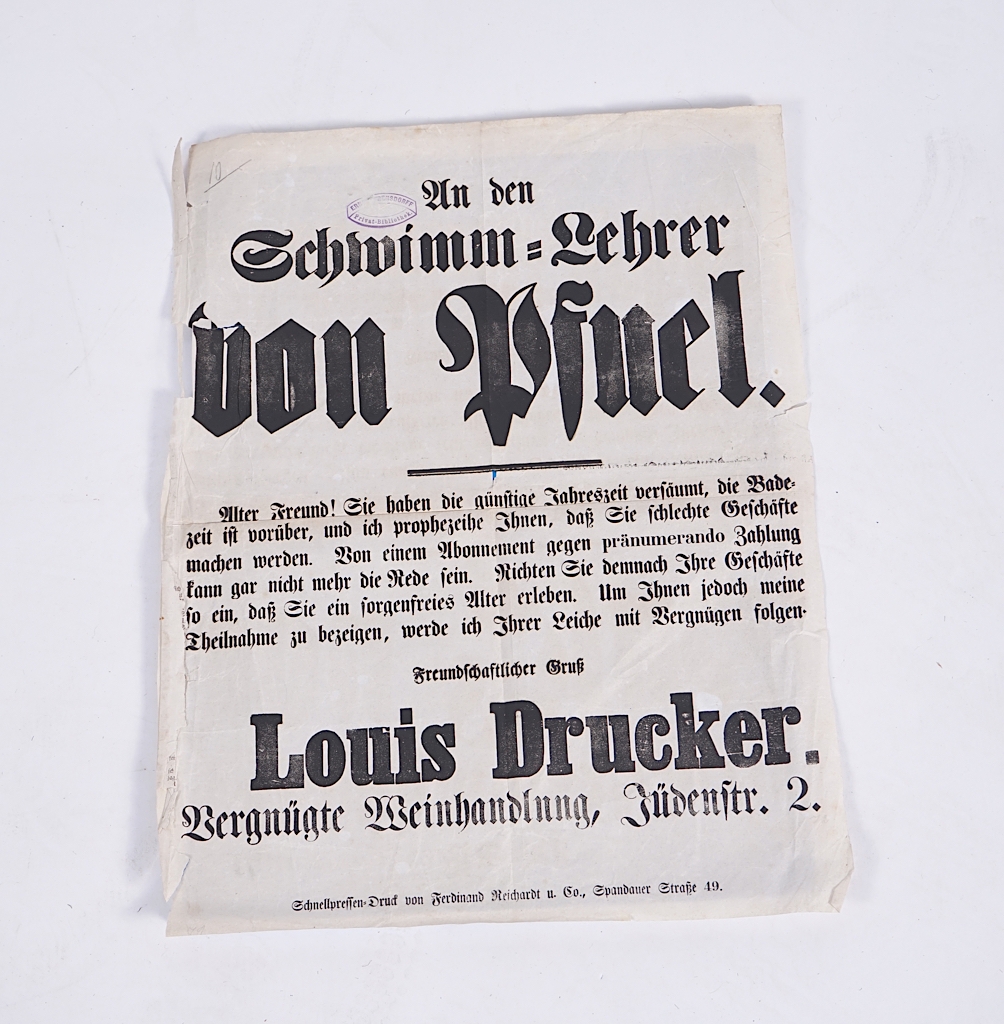 10
An den
Privat-Bibliothek
Schwimm=Lehrer
von Pfuel.
Alter Freund! Sie haben die günstige Jahreszeit versäumt, die Bade-
zeit ist vorüber, und ich prophezeihe Ihnen, daß Sie schlechte Geschäfte
machen werden. Von einem Abonnement gegen pränumerando Zahlung
kann gar nicht mehr die Rede sein. Richten Sie demnach Ihre Geschäfte
so ein, daß Sie ein sorgenfreies Alter erleben. Um Ihnen jedoch meine
Theilnahme zu bezeigen, werde ich Ihrer Leiche mit Vergnügen folgen.
Freundschaftlicher Gruß
Louis Drucker.
Vergnügte Weinhandlung, Jüdenstr. 2.
Schnellpressen-Druck von Ferdinand Reichardt u. Co., Spandauer Straße 49.